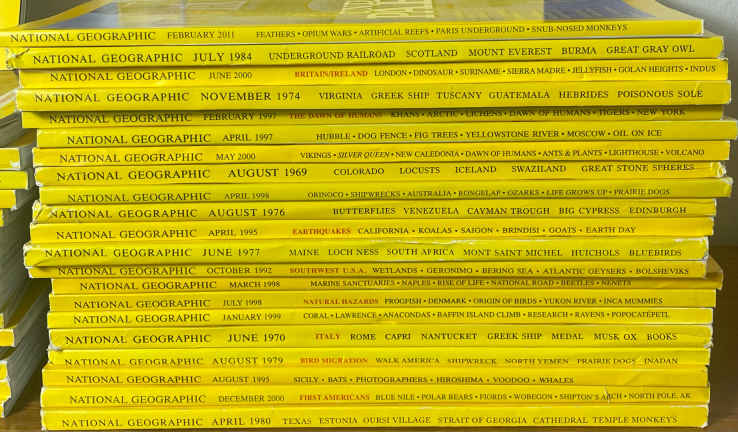 NATIONAL GEOGRAPHIC FEBRUARY 2011 FEATHERS • OPIUM WARS • ARTIFICIAL REEFS • PARIS UNDERGROUND • SNUB-NOSED MONKEYS
NATIONAL GEOGRAPHIC JULY 1984 UNDERGROUND RAILROAD SCOTLAND MOUNT EVEREST BURMA GREAT GRAY OWL
NATIONAL GEOGRAPHIC JUNE 2000 BRITAIN/IRELAND LONDON • DINOSAUR • SURINAME • SIERRA MADRE • JELLYFISH • GOLAN HEIGHTS • INDUS
NATIONAL GEOGRAPHIC NOVEMBER 1974 VIRGINIA GREEK SHIP TUSCANY GUATEMALA HEBRIDES POISONOUS SOLE
NATIONAL GEOGRAPHIC FEBRUARY 1997 THE DAWN OF HUMANS KHANS • ARCTIC • LICHENS • DAWN OF HUMANS • TIGERS • NEW YORK
NATIONAL GEOGRAPHIC APRIL 1997 HUBBLE • DOG FENCE • FIG TREES • YELLOWSTONE RIVER • MOSCOW • OIL ON ICE
NATIONAL GEOGRAPHIC MAY 2000 VIKINGS • SILVER QUEEN • NEW CALEDONIA • DAWN OF HUMANS • ANTS & PLANTS • LIGHTHOUSE • VOLCANO
NATIONAL GEOGRAPHIC AUGUST 1969 COLORADO LOCUSTS ICELAND SWAZILAND GREAT STONE SPHERES
NATIONAL GEOGRAPHIC APRIL 1998 ORINOCO • SHIPWRECKS • AUSTRALIA • RONGELAP • OZARKS • LIFE GROWS UP • PRAIRIE DOGS
NATIONAL GEOGRAPHIC AUGUST 1976 BUTTERFLIES VENEZUELA CAYMAN TROUGH BIG CYPRESS EDINBURGH
NATIONAL GEOGRAPHIC APRIL 1995 EARTHQUAKES CALIFORNIA • KOALAS • SAIGON • BRINDISI • GOATS • EARTH DAY
NATIONAL GEOGRAPHIC JUNE 1977 MAINE LOCH NESS SOUTH AFRICA MONT SAINT MICHEL HUICHOLS BLUEBIRDS
NATIONAL GEOGRAPHIC OCTOBER 1992 SOUTHWEST U.S.A. WETLANDS • GERONIMO • BERING SEA • ATLANTIC GEYSERS • BOLSHEVIKS
NATIONAL GEOGRAPHIC MARCH 1998 MARINE SANCTUARIES • NAPLES • RISE OF LIFE • NATIONAL ROAD • BEETLES • NENETS
NATIONAL GEOGRAPHIC JULY 1998 NATURAL HAZARDS FROGFISH • DENMARK • ORIGIN OF BIRDS • YUKON RIVER • INCA MUMMIES
NATIONAL GEOGRAPHIC JANUARY 1999 CORAL • LAWRENCE • ANACONDAS • BAFFIN ISLAND CLIMB • RESEARCH • RAVENS • POPOCATÉPETL
NATIONAL GEOGRAPHIC JUNE 1970 ITALY ROME CAPRI NANTUCKET GREEK SHIP MEDAL MUSK OX BOOKS
NATIONAL GEOGRAPHIC AUGUST 1979 BIRD MIGRATION WALK AMERICA SHIPWRECK NORTH YEMEN PRAIRIE DOGS INADAN
NATIONAL GEOGRAPHIC AUGUST 1995 SICILY • BATS • PHOTOGRAPHERS • HIROSHIMA • VOODOO • WHALES
NATIONAL GEOGRAPHIC DECEMBER 2000 FIRST AMERICANS BLUE NILE • POLAR BEARS • FJORDS • WOBEGON • SHIPTON'S ARCH • NORTH POLE, AK
NATIONAL GEOGRAPHIC APRIL 1980 TEXAS ESTONIA OURSI VILLAGE STRAIT OF GEORGIA CATHEDRAL TEMPLE MONKEYS